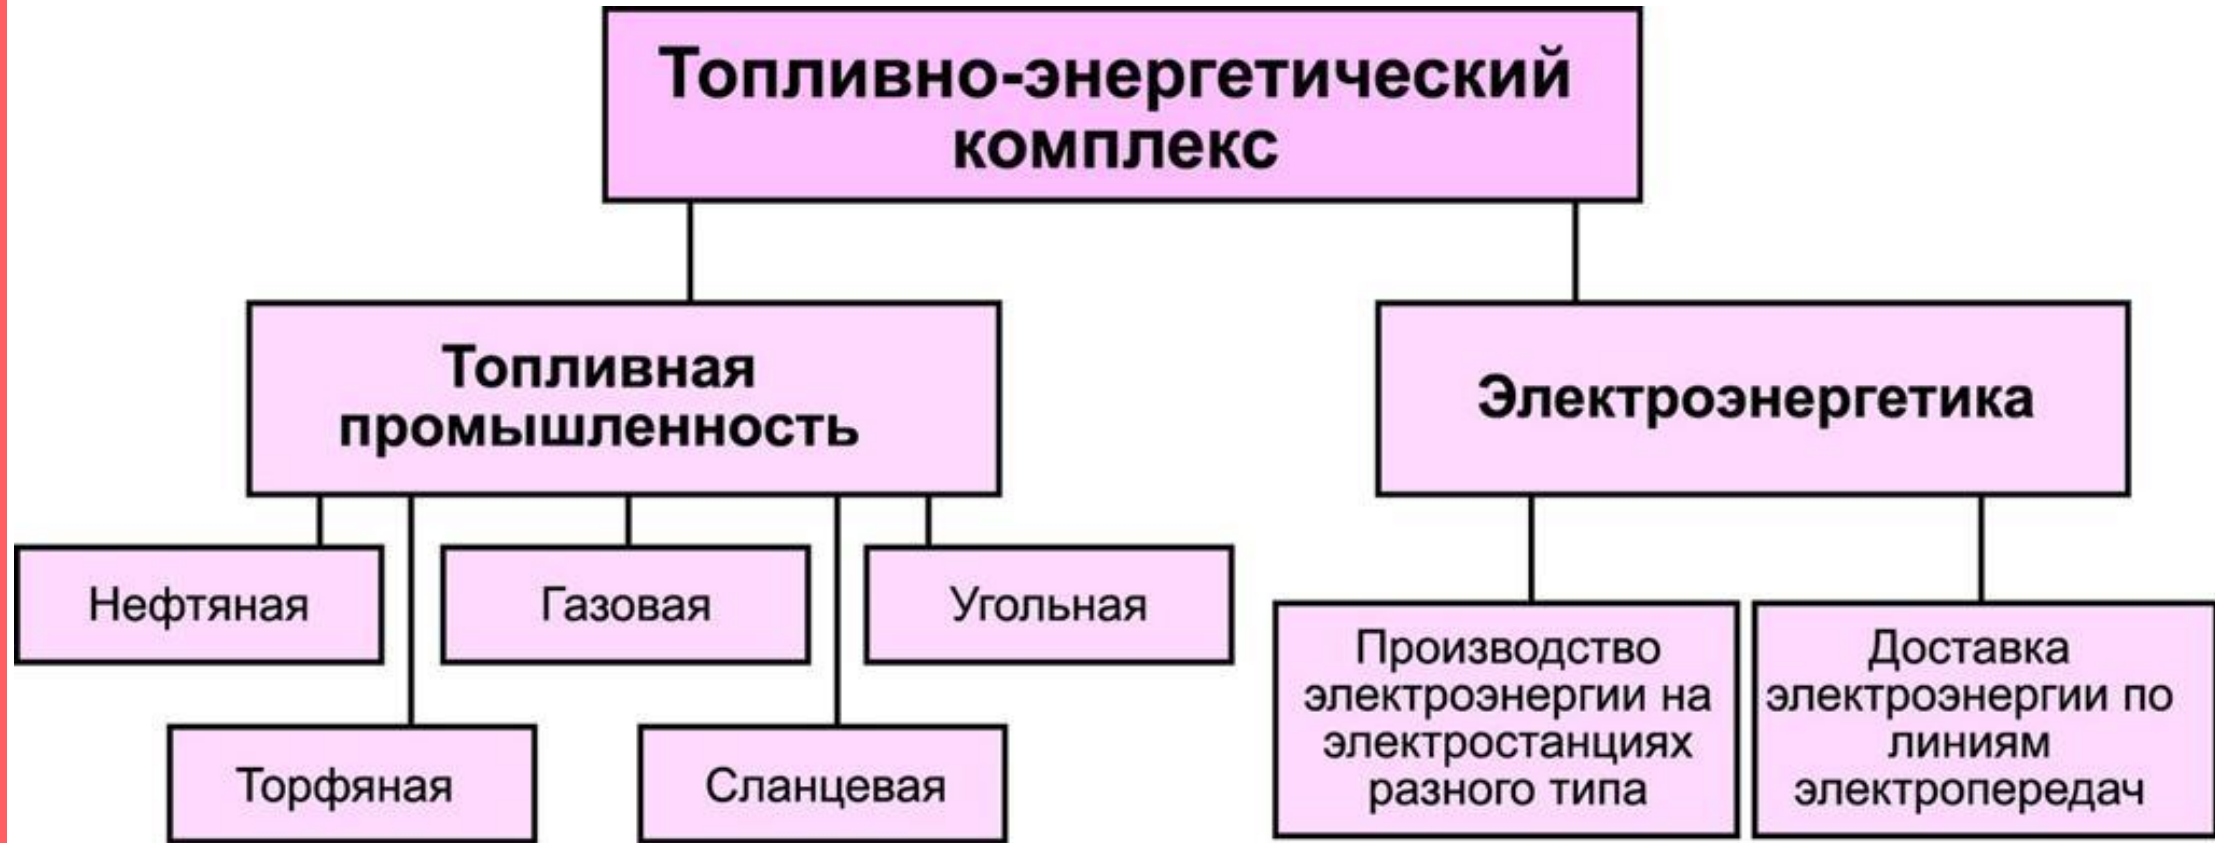 Топливно-энергетический
комплекс
Топливная
промышленность
Электроэнергетика
Нефтяная
Газовая
Угольная
Торфяная
Сланцевая
Производство
электроэнергии на
электростанциях
разного типа
Доставка
электроэнергии по
линиям
электропередач